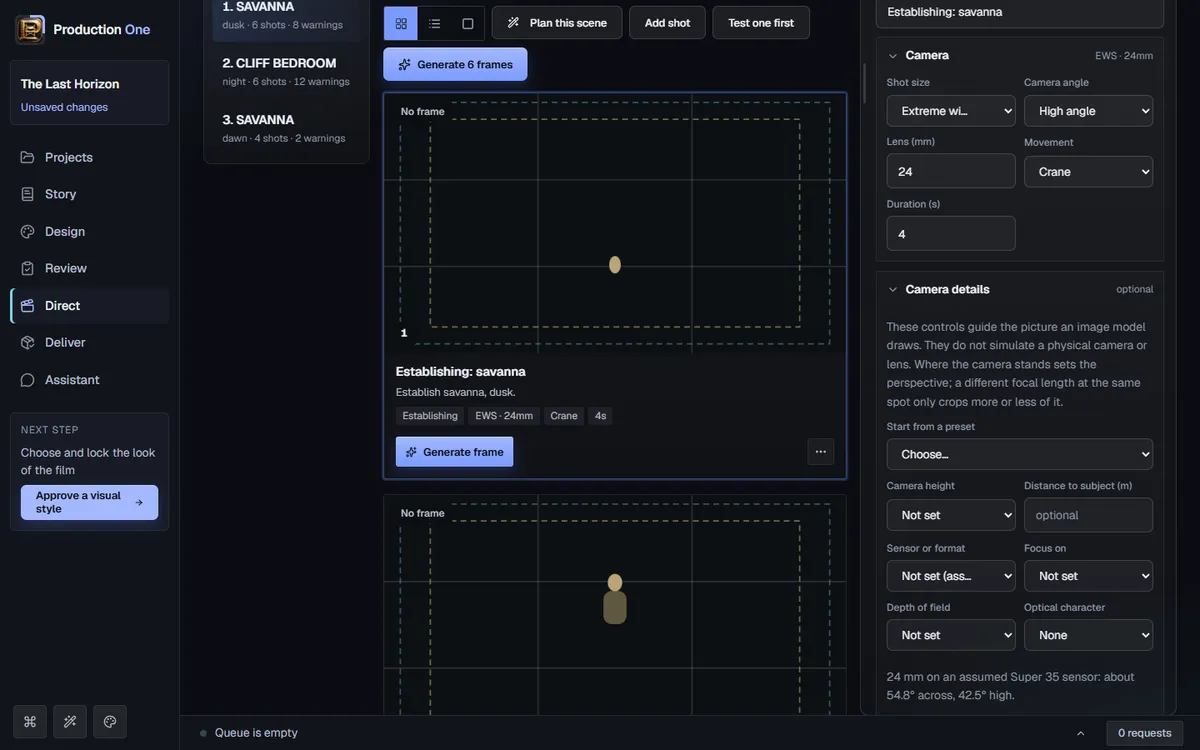 Production One
The Last Horizon
Unsaved changes
Projects
Story
Design
Review
Direct
Deliver
Assistant
NEXT STEP
Choose and lock the look
of the film
Approve a visual
style →
1. SAVANNA
dusk · 6 shots · 8 warnings
2. CLIFF BEDROOM
night · 6 shots · 12 warnings
3. SAVANNA
dawn · 4 shots · 2 warnings
Plan this scene
Add shot
Test one first
Generate 6 frames
No frame
1
Establishing: savanna
Establish savanna, dusk.
Establishing
EWS · 24mm
Crane
4s
Generate frame
No frame
Establishing: savanna
Camera
EWS · 24mm
Shot size
Camera angle
Extreme wi...
High angle
Lens (mm)
Movement
24
Crane
Duration (s)
4
Camera details
optional
These controls guide the picture an image model
draws. They do not simulate a physical camera or
lens. Where the camera stands sets the
perspective; a different focal length at the same
spot only crops more or less of it.
Start from a preset
Choose...
Camera height
Distance to subject (m)
Not set
optional
Sensor or format
Focus on
Not set (ass...
Not set
Depth of field
Optical character
Not set
None
24 mm on an assumed Super 35 sensor: about
54.8° across, 42.5° high.
Queue is empty
0 requests